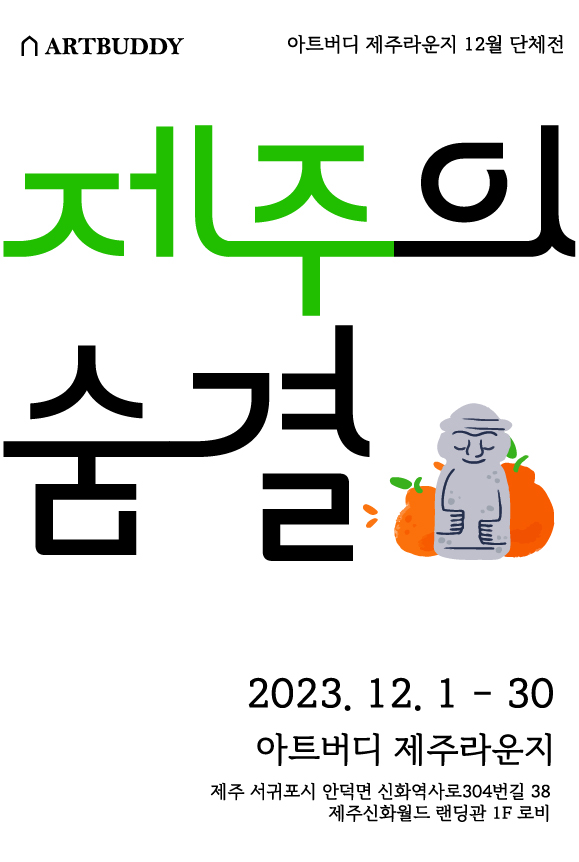 ARTBUDDY
아트버디 제주라운지 12월 단체전
제주의
숨결
2023. 12. 1 - 30
아트버디 제주라운지
제주 서귀포시 안덕면 신화역사로304번길 38
제주신화월드 랜딩관 1F 로비